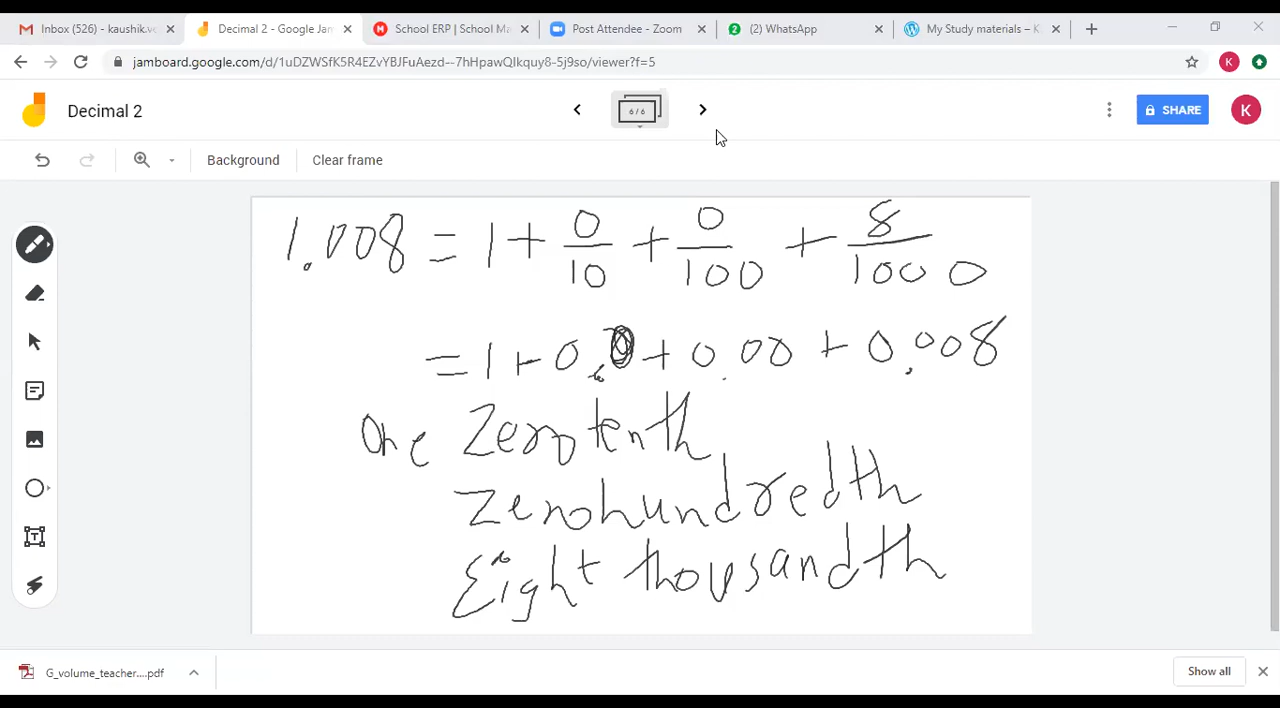 Inbox (526) - kaushik.vo
Decimal 2 - Google Jam
School ERP | School Ma
Post Attendee - Zoom
(2) WhatsApp
My Study materials – K
jamboard.google.com/d/1uDZWSfK5R4EZvYBJFuAezd--7hHpawQlkquy8-5j9so/viewer?f=5
K
Decimal 2
6/6
SHARE
K
Background
Clear frame
1.008 = 1 + 0/10 + 0/100 + 8/1000
= 1 + 0.0 + 0.00 + 0.008
One Zero tenth
Zero hundredth
Eight thousandth
G_volume_teacher....pdf
Show all